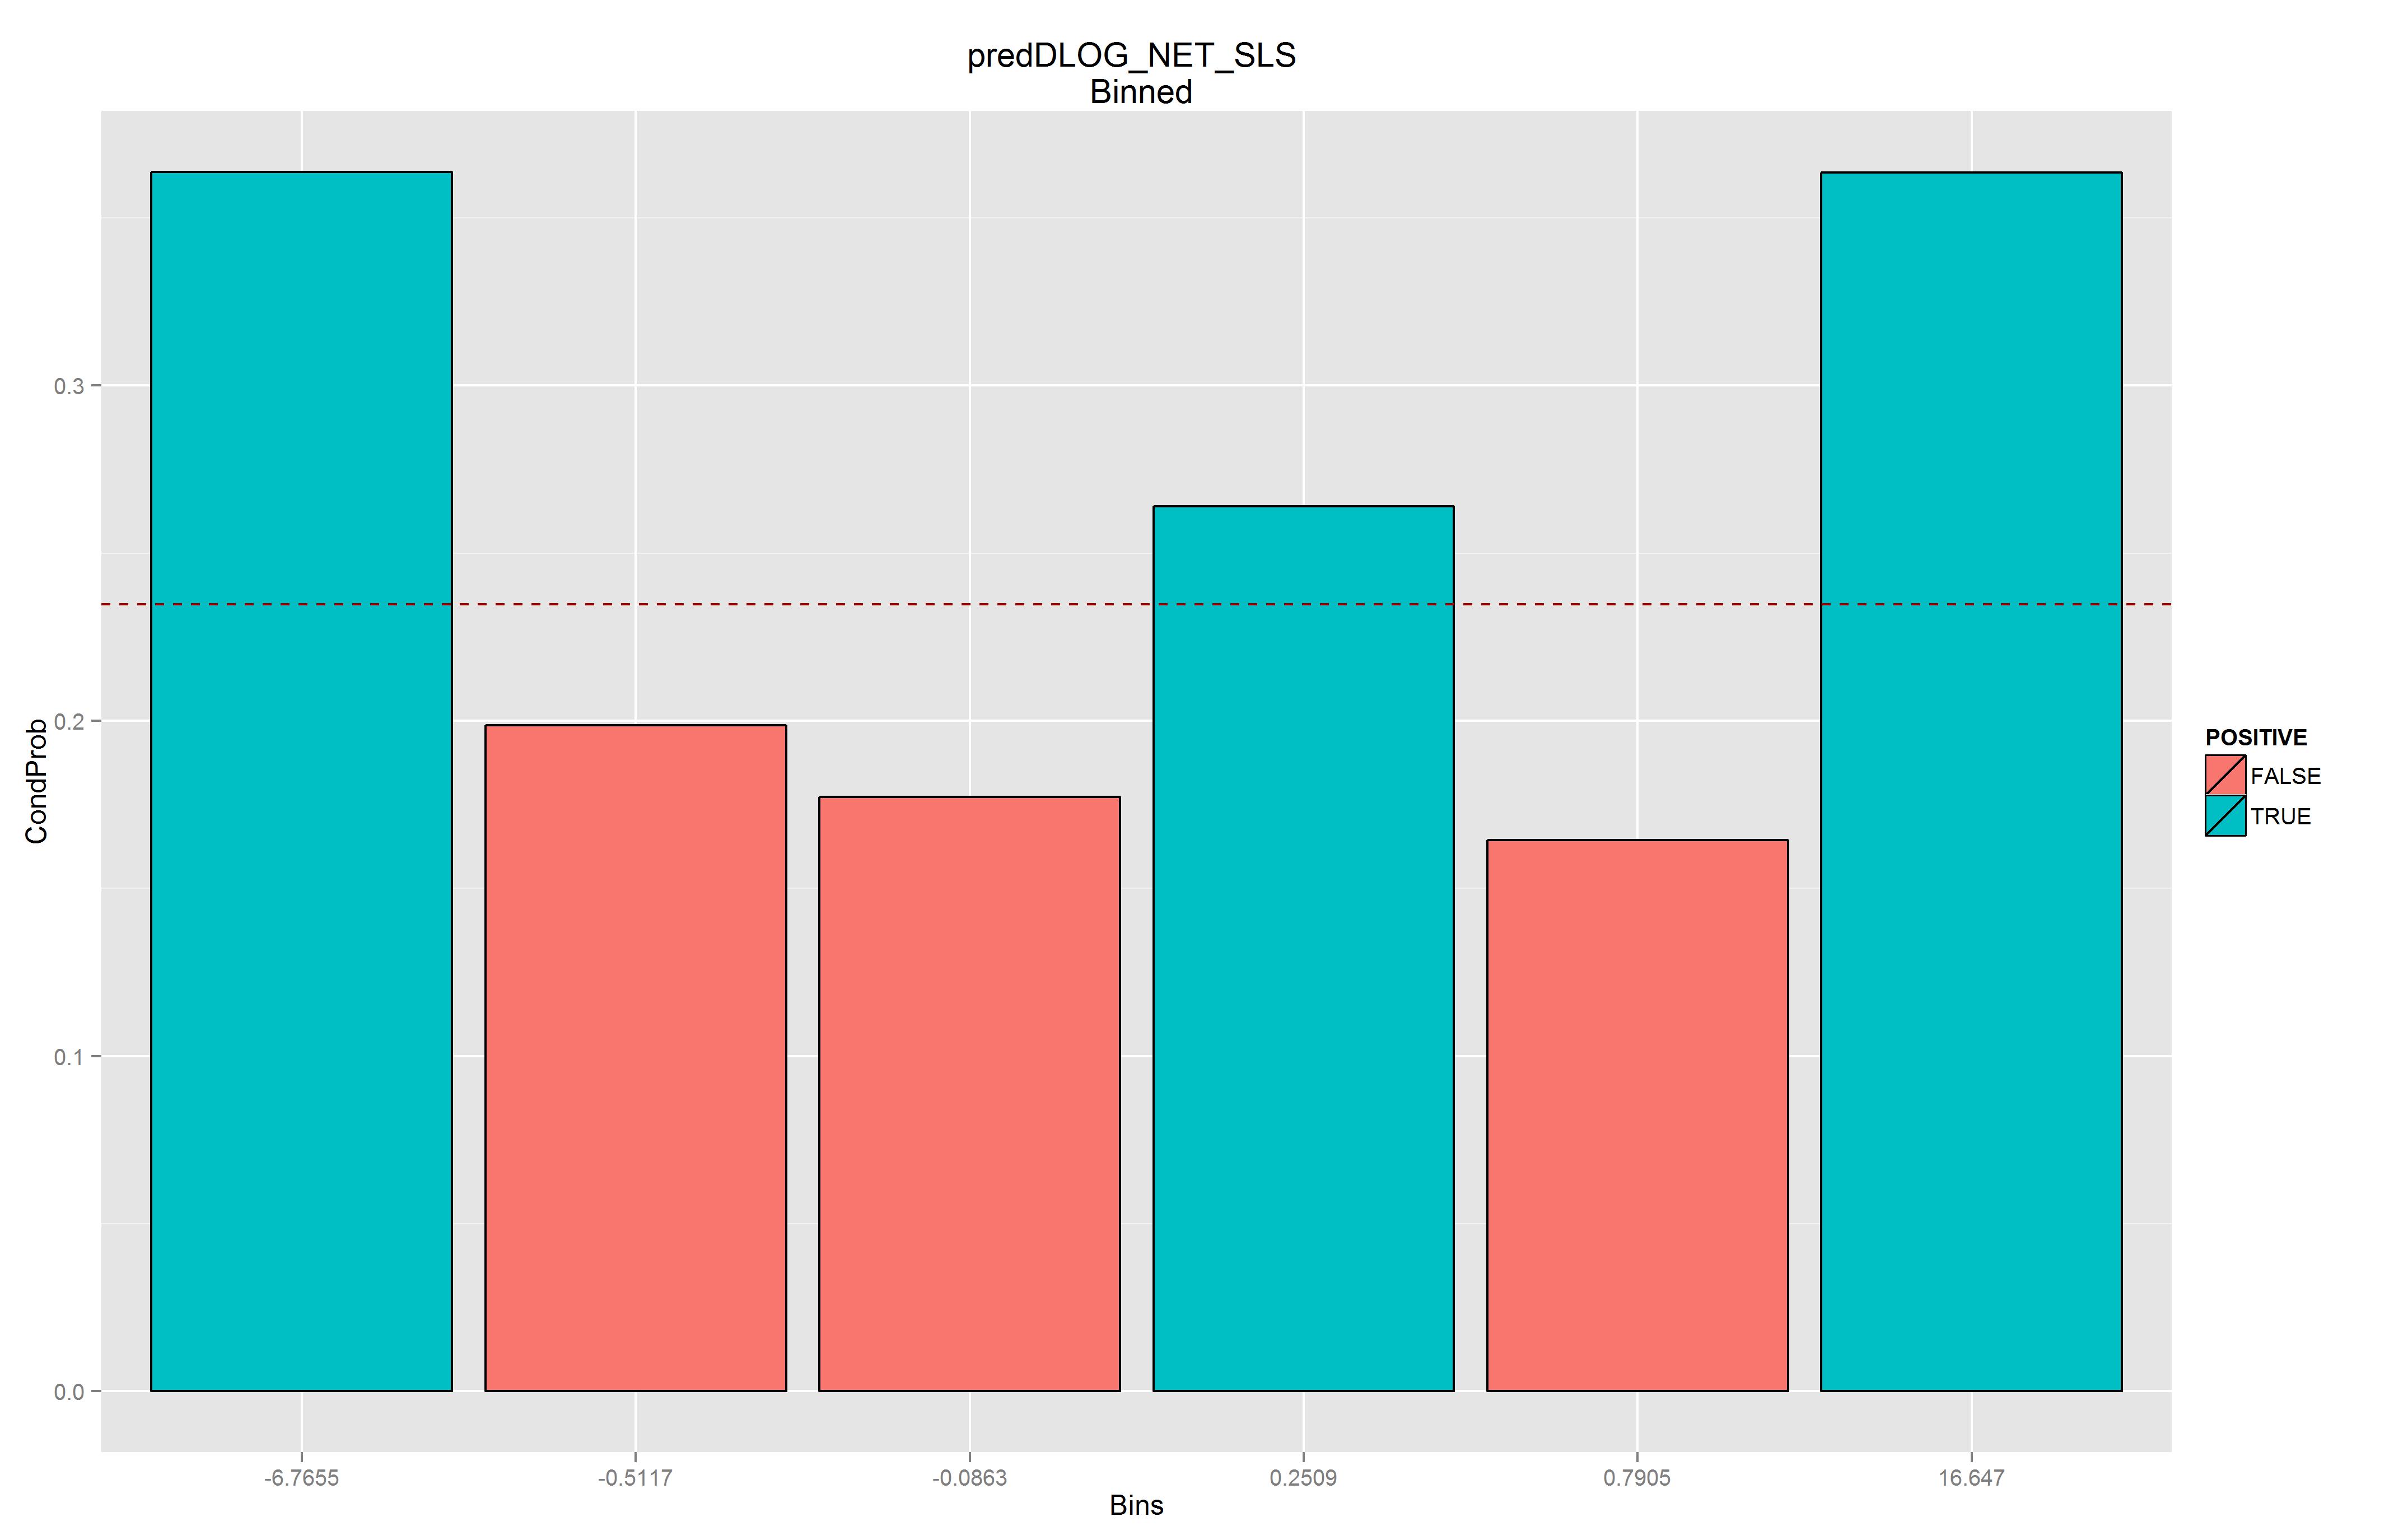 predDLOG_NET_SLS
Binned
CondProb
0.3
0.2
0.1
0.0
-6.7655
-0.5117
-0.0863
0.2509
0.7905
16.647
Bins
POSITIVE
FALSE
TRUE